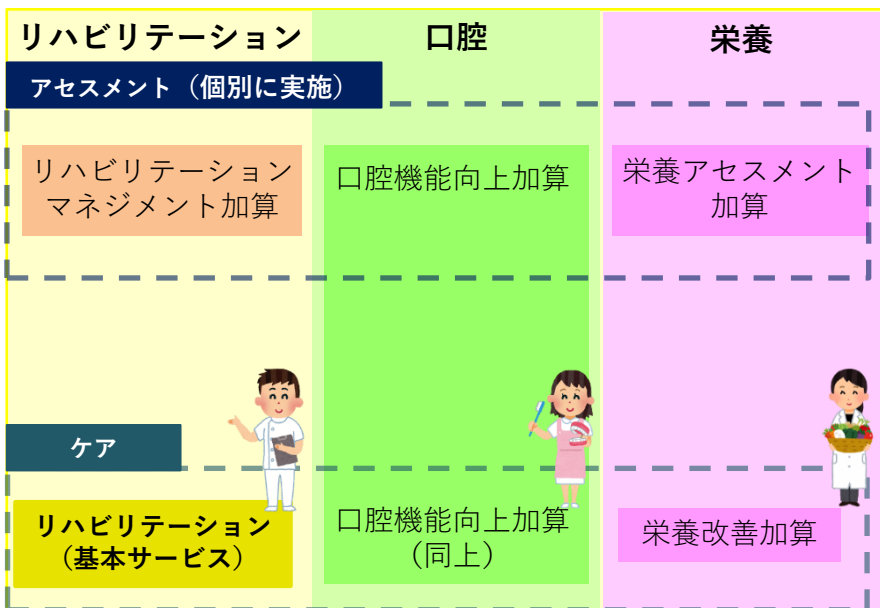 リハビリテーション
口腔
栄養
アセスメント（個別に実施）
リハビリテーション
マネジメント加算
口腔機能向上加算
栄養アセスメント
加算
ケア
リハビリテーション
（基本サービス）
口腔機能向上加算
（同上）
栄養改善加算